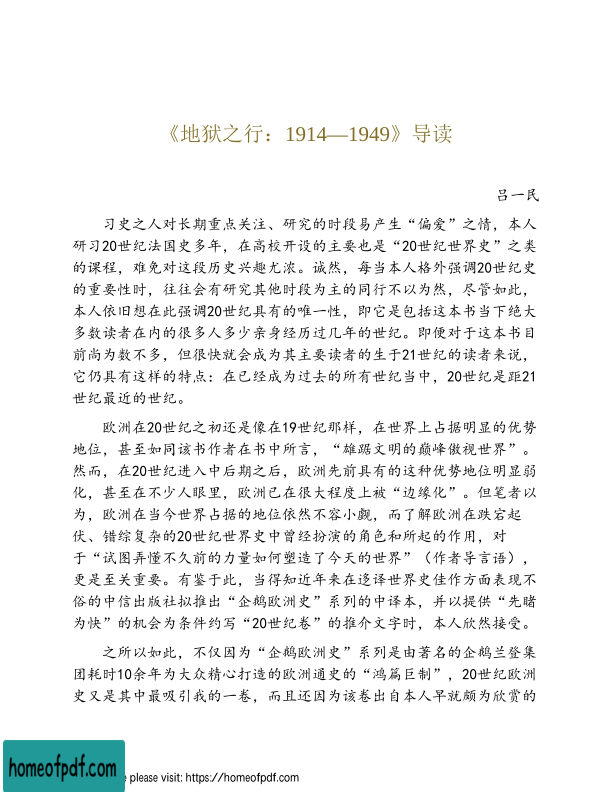 《地狱之行：1914—1949》导读
吕一民
习史之人对长期重点关注、研究的时段易产生“偏爱”之情，本人
研习20世纪法国史多年，在高校开设的主要也是“20世纪世界史”之类
的课程，难免对这段历史兴趣尤浓。诚然，每当本人格外强调20世纪史
的重要性时，往往会有研究其他时段为主的同行不以为然，尽管如此，
本人依旧想在此强调20世纪具有的唯一性，即它是包括这本书当下绝大
多数读者在内的很多人多少亲身经历过几年的世纪。即便对于这本书目
前尚为数不多，但很快就会成为其主要读者的生于21世纪的读者来说，
它仍具有这样的特点：在已经成为过去的所有世纪当中，20世纪是距21
世纪最近的世纪。
欧洲在20世纪之初还是像在19世纪那样，在世界上占据明显的优势
地位，甚至如同该书作者在书中所言，“雄踞文明的巅峰傲视世界”。
然而，在20世纪进入中后期之后，欧洲先前具有的这种优势地位明显弱
化，甚至在不少人眼里，欧洲已在很大程度上被“边缘化”。但笔者以
为，欧洲在当今世界占据的地位依然不容小觑，而了解欧洲在跌宕起
伏、错综复杂的20世纪世界史中曾经扮演的角色和所起的作用，对
于“试图弄懂不久前的力量如何塑造了今天的世界”（作者导言语），
更是至关重要。有鉴于此，当得知近年来在迻译世界史佳作方面表现不
俗的中信出版社拟推出“企鹅欧洲史”系列的中译本，并以提供“先睹
为快”的机会为条件约写“20世纪卷”的推介文字时，本人欣然接受。
之所以如此，不仅因为“企鹅欧洲史”系列是由著名的企鹅兰登集
团耗时10余年为大众精心打造的欧洲通史的“鸿篇巨制”，20世纪欧洲
史又是其中最吸引我的一卷，而且还因为该卷出自本人早就颇为欣赏的
homeofpdf.com
e please visit: https://homeofpdf.com